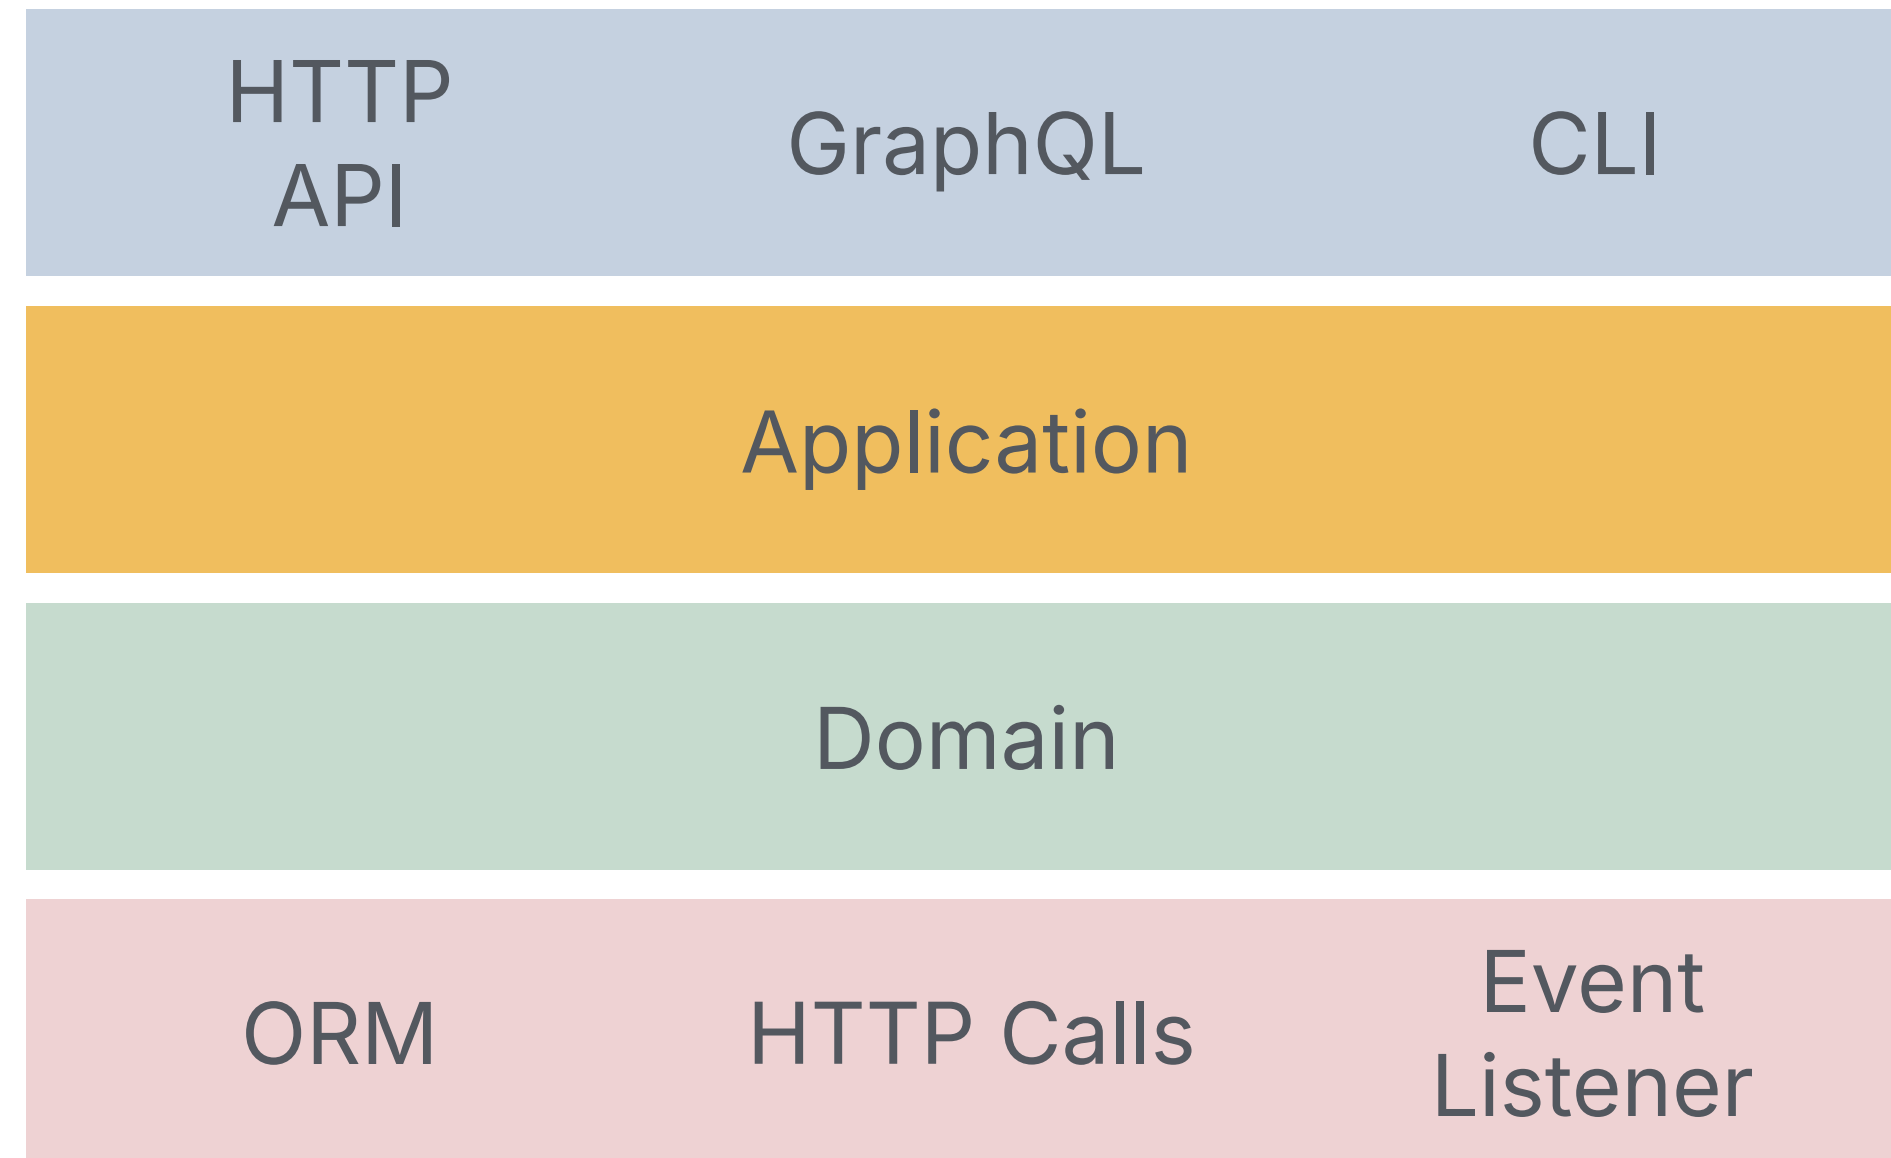 HTTP
API
GraphQL
CLI
Application
Domain
ORM
HTTP Calls
Event
Listener